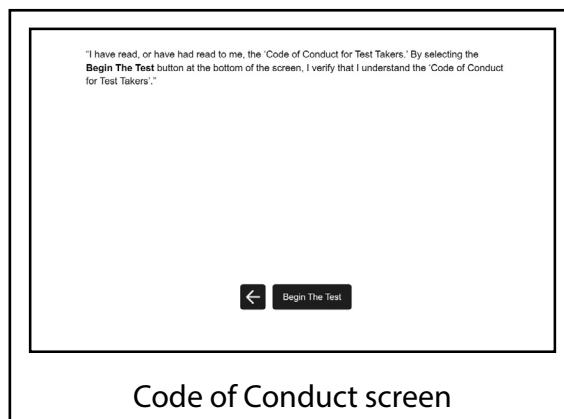 "I have read, or have had read to me, the ‘Code of Conduct for Test Takers.’ By selecting the
Begin The Test button at the bottom of the screen, I verify that I understand the ‘Code of Conduct
for Test Takers’.”
Begin The Test
Code of Conduct screen